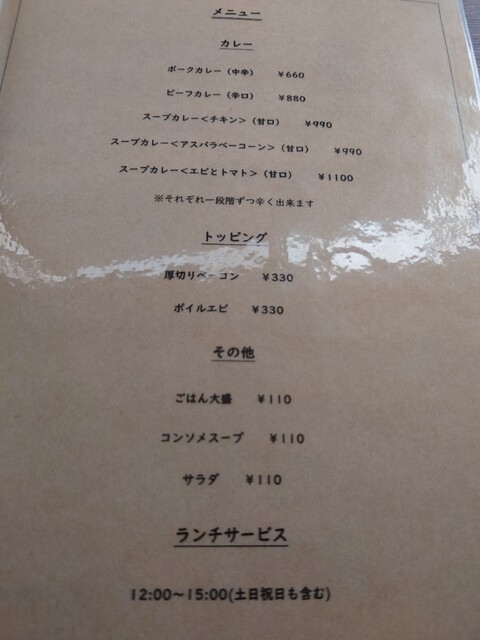 メニュー
カレー
ポークカレー（中辛） ¥660
ビーフカレー（辛口） ¥880
スープカレー<チキン>（甘口） ¥990
スープカレー<アスパラベーコーン>（甘口） ¥990
スープカレー<エビとトマト>（甘口） ¥1100
※それぞれ一段階ずつ辛く出来ます
トッピング
厚切りベーコン ¥330
ボイルエビ ¥330
その他
ごはん大盛 ¥110
コンソメスープ ¥110
サラダ ¥110
ランチサービス
12:00～15:00(土日祝日も含む)